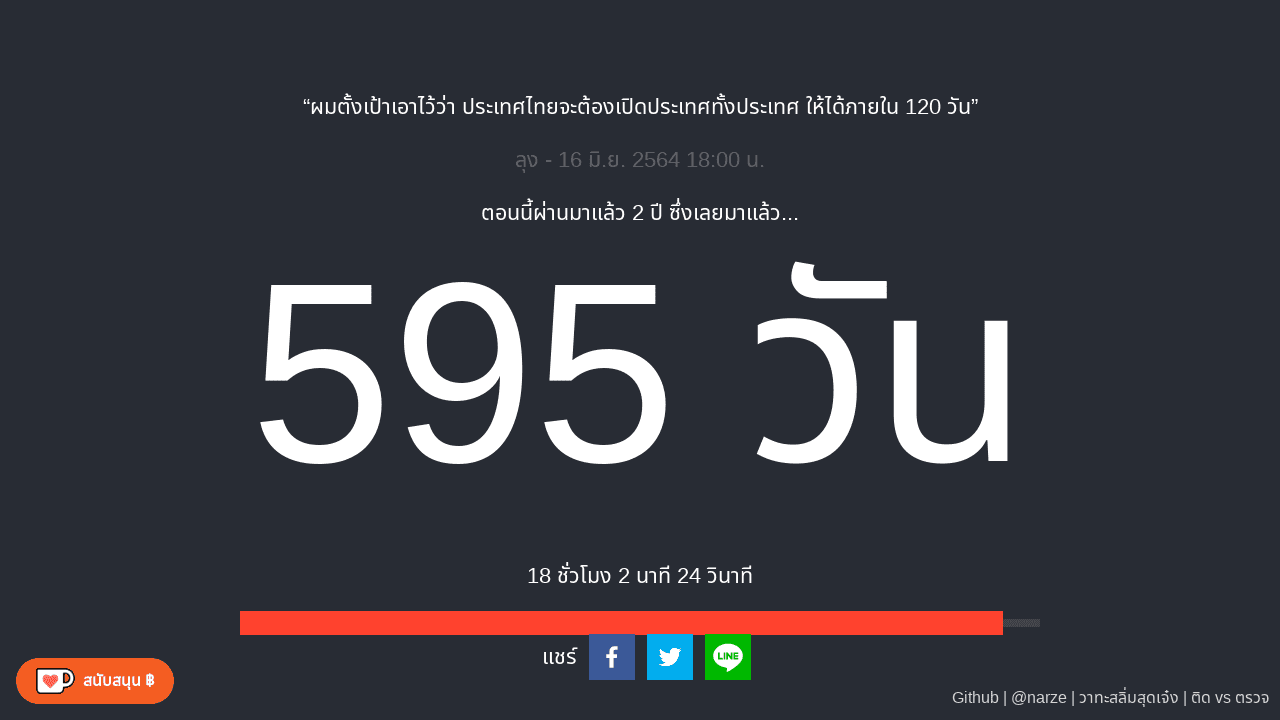 “ผมตั้งเป้าเอาไว้ว่า ประเทศไทยจะต้องเปิดประเทศทั้งประเทศ ให้ได้ภายใน 120 วัน”
ลุง - 16 มิ.ย. 2564 18:00 น.
ตอนนี้ผ่านมาแล้ว 2 ปี ซึ่งเลยมาแล้ว...
595 วัน
18 ชั่วโมง 2 นาที 24 วินาที
แชร์
LINE
สนับสนุน ฿
Github | @narze | วาทะสลิ่มสุดเจ๋ง | ติด vs ตรวจ